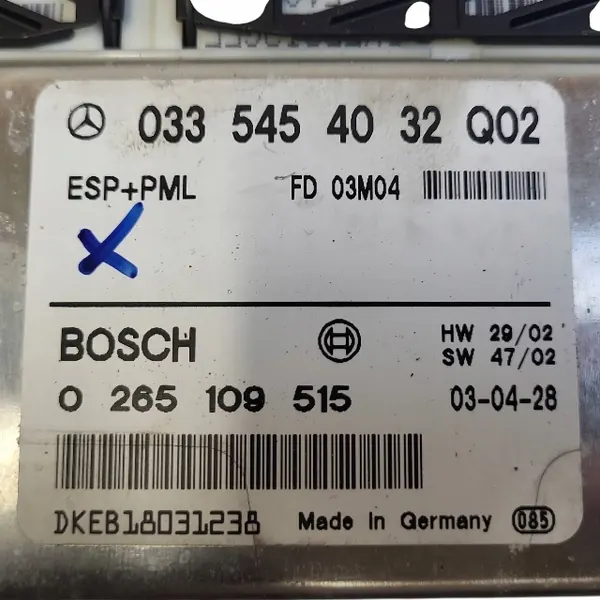 033 545 40 32 Q02
ESP+PML FD 03M04
BOSCH HW 29/02
SW 47/02
0 265 109 515 03-04-28
DKEB18031238 Made in Germany 085